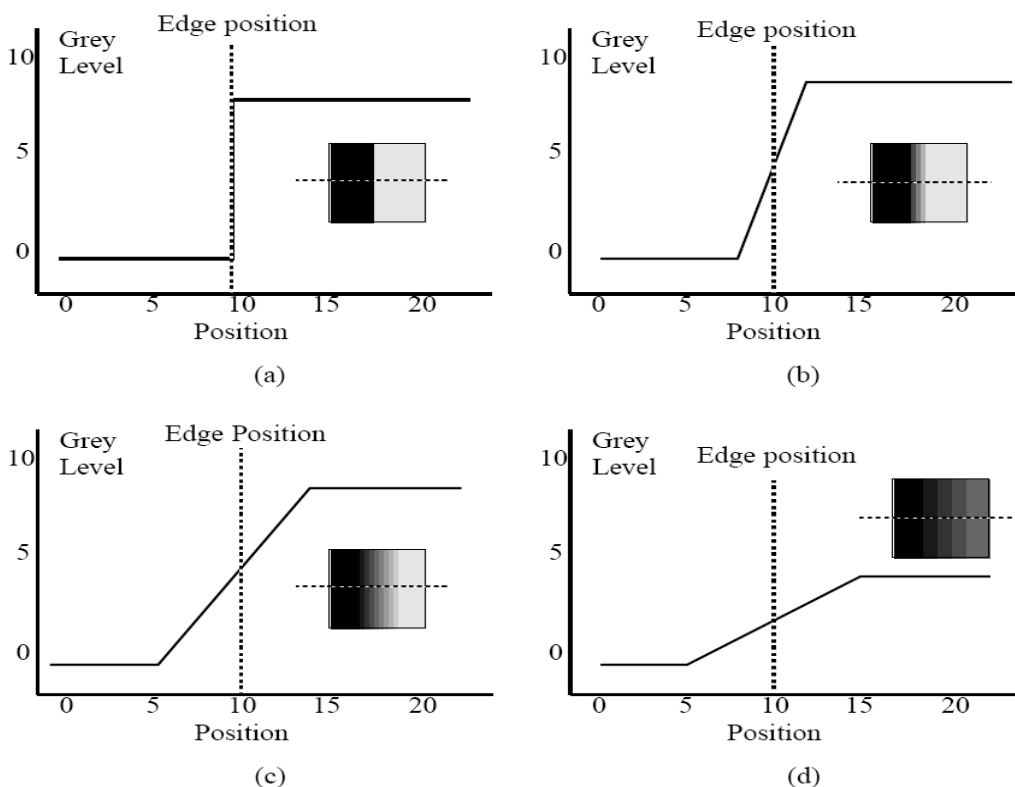 Edge position
Grey
Level
10
5
0
0 5 10 15 20
Position
(a)
Edge position
Grey
Level
10
5
0
0 5 10 15 20
Position
(b)
Edge Position
Grey
Level
10
5
0
0 5 10 15 20
Position
(c)
Edge position
Grey
Level
10
5
0
0 5 10 15 20
Position
(d)